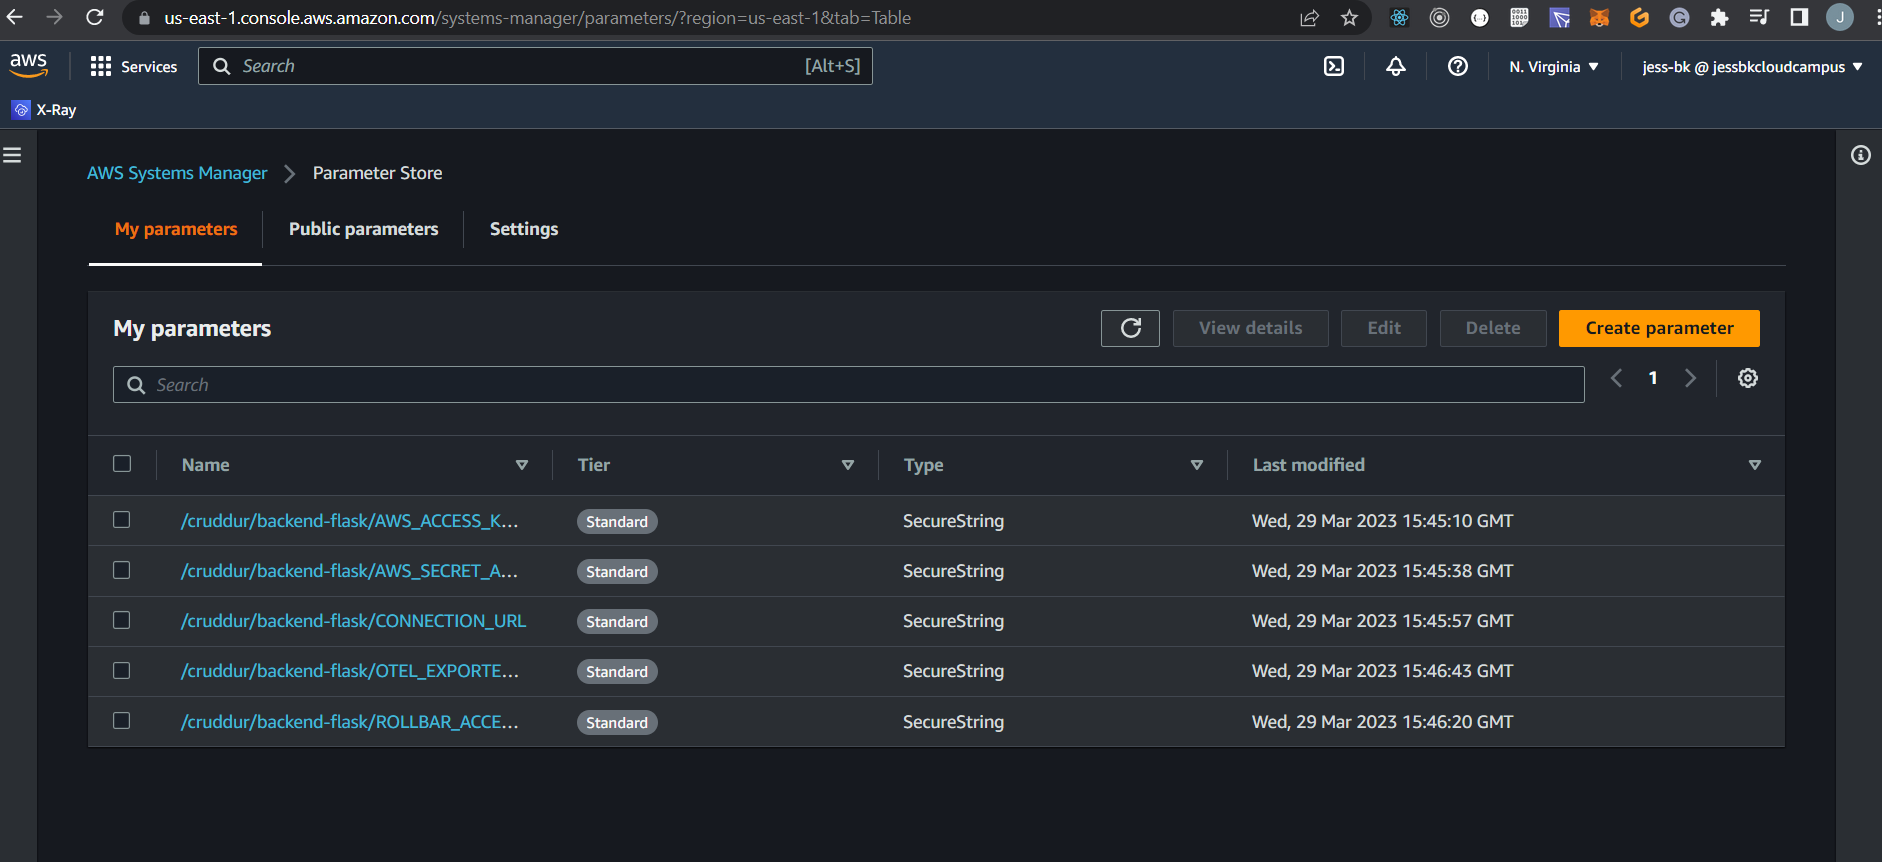 us-east-1.console.aws.amazon.com/systems-manager/parameters/?region=us-east-1&tab=Table
J
aws
Services
Search
[Alt+S]
N. Virginia
jess-bk @ jessbkcloudcampus
X-Ray
AWS Systems Manager
Parameter Store
My parameters
Public parameters
Settings
My parameters
View details
Edit
Delete
Create parameter
Search
1
Name
Tier
Type
Last modified
/cruddur/backend-flask/AWS_ACCESS_K... Standard SecureString Wed, 29 Mar 2023 15:45:10 GMT
/cruddur/backend-flask/AWS_SECRET_A... Standard SecureString Wed, 29 Mar 2023 15:45:38 GMT
/cruddur/backend-flask/CONNECTION_URL Standard SecureString Wed, 29 Mar 2023 15:45:57 GMT
/cruddur/backend-flask/OTEL_EXPORTE... Standard SecureString Wed, 29 Mar 2023 15:46:43 GMT
/cruddur/backend-flask/ROLLBAR_ACCE... Standard SecureString Wed, 29 Mar 2023 15:46:20 GMT